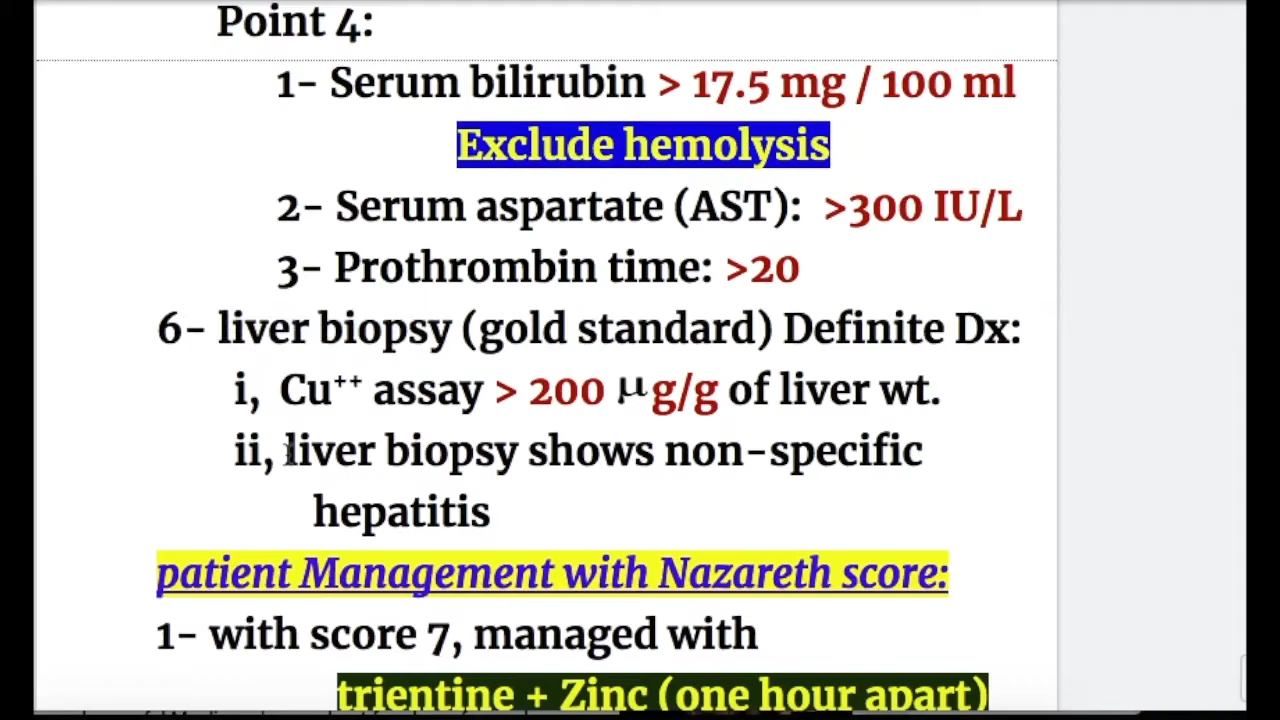 Point 4:
1- Serum bilirubin > 17.5 mg / 100 ml
Exclude hemolysis
2- Serum aspartate (AST): >300 IU/L
3- Prothrombin time: >20
6- liver biopsy (gold standard) Definite Dx:
i, Cu⁺⁺ assay > 200 μg/g of liver wt.
ii, liver biopsy shows non-specific
hepatitis
patient Management with Nazareth score:
1- with score 7, managed with
trientine + Zinc (one hour apart)